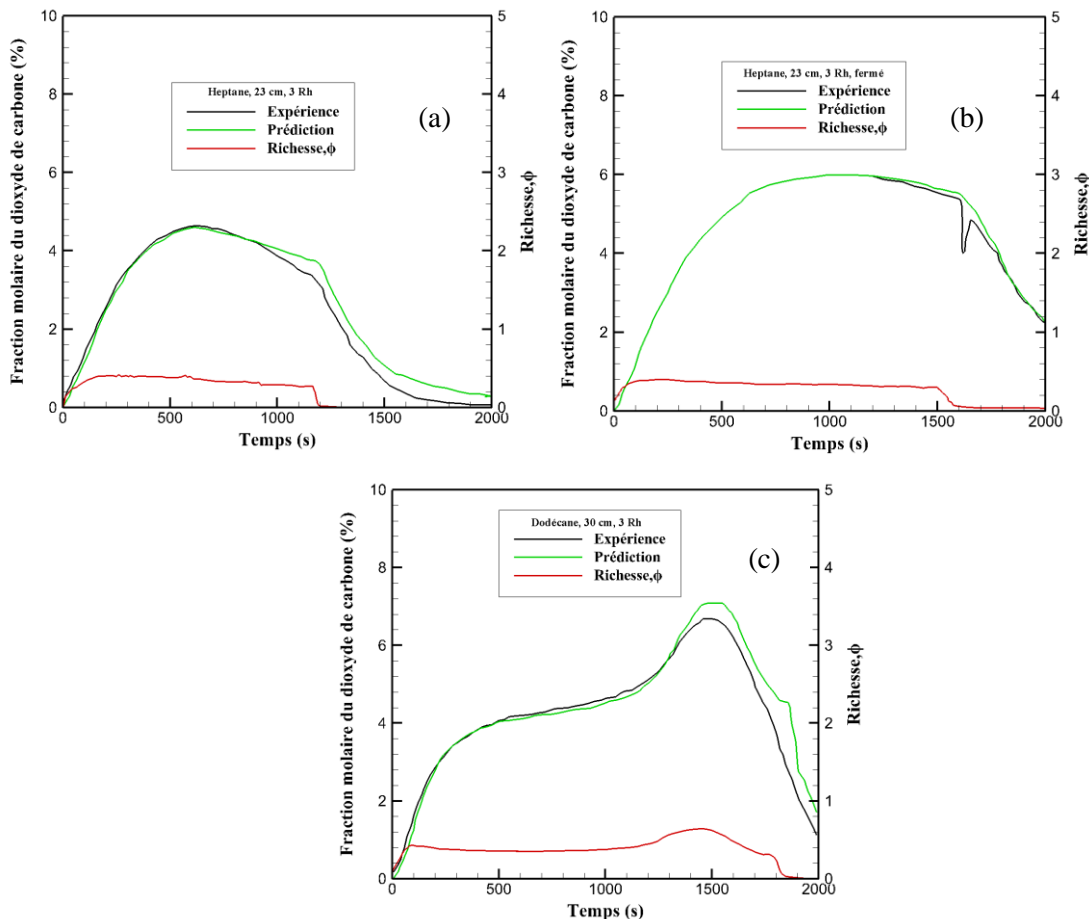 Fraction molaire du dioxyde de carbone (%)
10
8
6
4
2
0
Heptane, 23 cm, 3 Rh
Expérience
Prédiction
Richesse,ϕ
(a)
5
4
3
2
1
0
Richesse,ϕ
0
500
1000
1500
2000
Temps (s)
Fraction molaire du dioxyde de carbone (%)
10
8
6
4
2
0
Heptane, 23 cm, 3 Rh, fermé
Expérience
Prédiction
Richesse,ϕ
(b)
5
4
3
2
1
0
Richesse,ϕ
0
500
1000
1500
2000
Temps (s)
Fraction molaire du dioxyde de carbone (%)
10
8
6
4
2
0
Dodécane, 30 cm, 3 Rh
Expérience
Prédiction
Richesse,ϕ
(c)
5
4
3
2
1
0
Richesse,ϕ
0
500
1000
1500
2000
Temps (s)